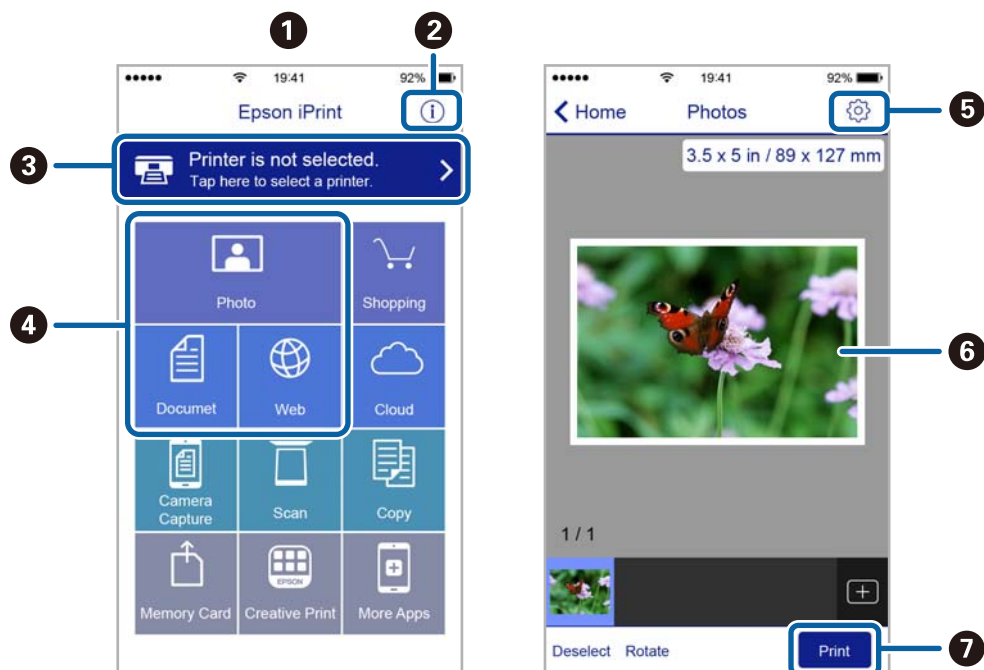 1
2
19:41
92%
Epson iPrint
3
Printer is not selected.
Tap here to select a printer.
4
Photo
Shopping
Documet
Web
Cloud
Camera
Capture
Scan
Copy
EPSON
Memory Card
Creative Print
More Apps
19:41
92%
Home
Photos
5
3.5 x 5 in / 89 x 127 mm
6
1 / 1
Deselect
Rotate
Print
7